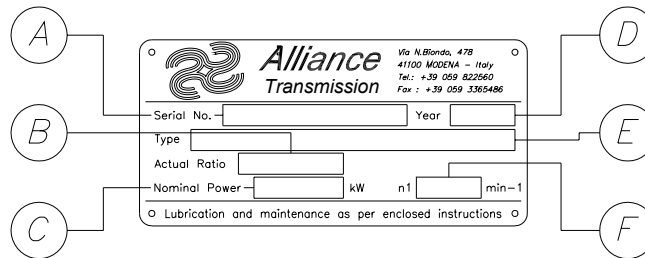 A
D
Alliance
Transmission
Via N.Biondo, 478
41100 MODENA - Italy
Tel.: +39 059 822560
Fax : +39 059 3365486
Serial No.
Year
B
Type
E
Actual Ratio
Nominal Power
kW
n1
min-1
C
Lubrication and maintenance as per enclosed instructions
F